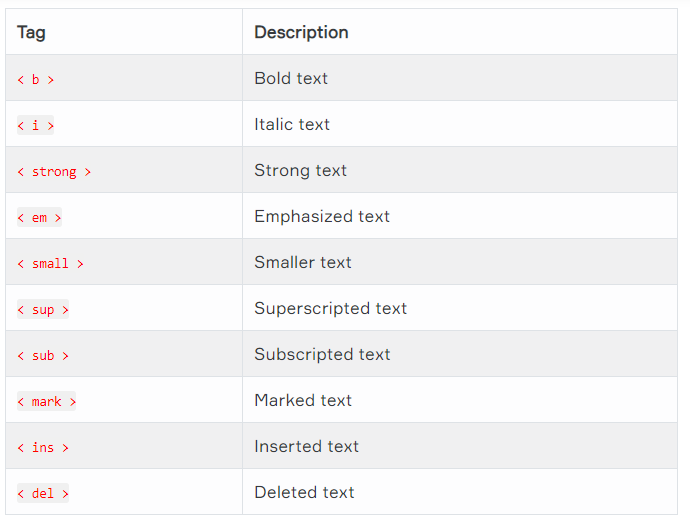 Tag Description
< b > Bold text
< i > Italic text
< strong > Strong text
< em > Emphasized text
< small > Smaller text
< sup > Superscripted text
< sub > Subscripted text
< mark > Marked text
< ins > Inserted text
< del > Deleted text